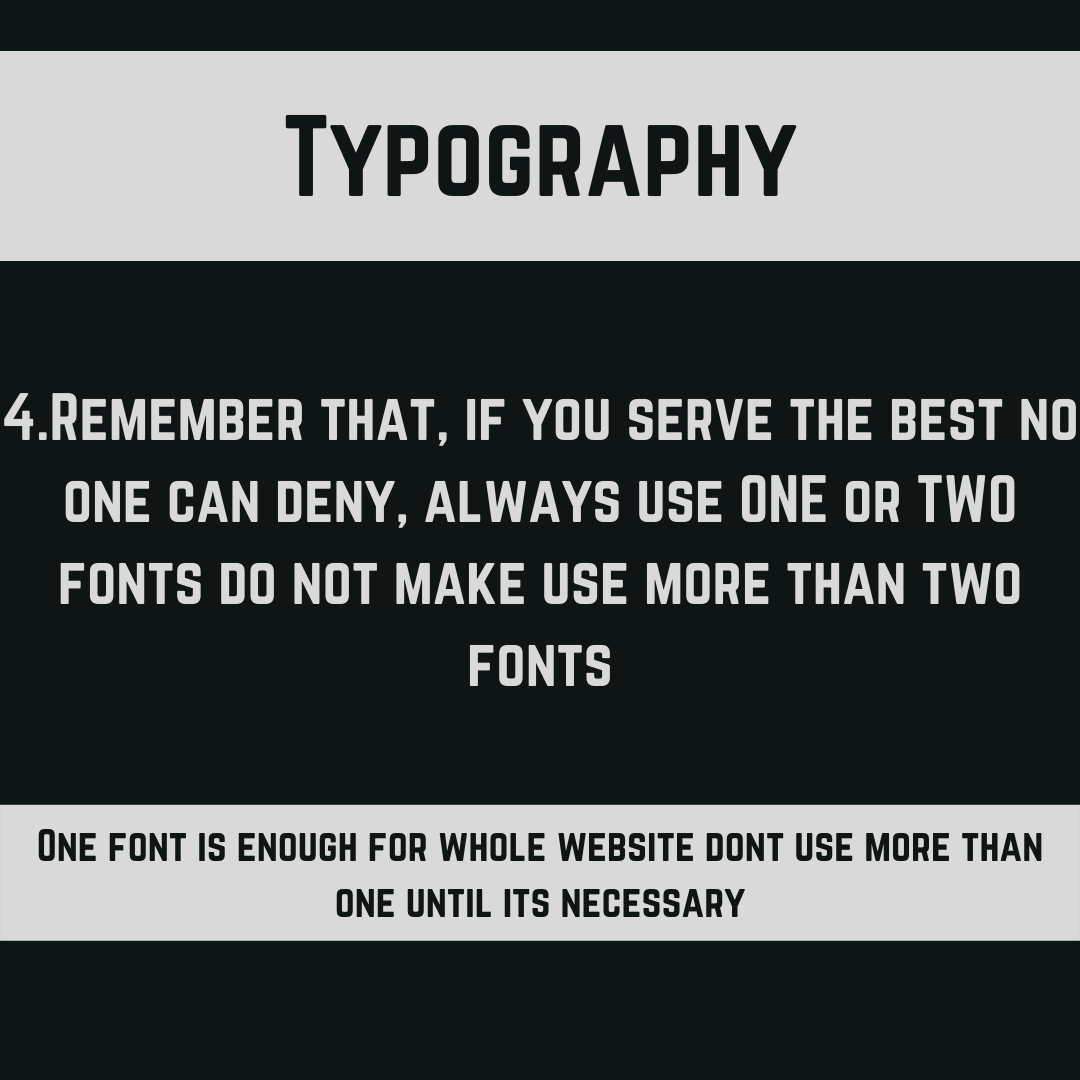 Typography
4.Remember that, if you serve the best no
one can deny, always use ONE or TWO
fonts do not make use more than two
fonts
One font is enough for whole website dont use more than
one until its necessary